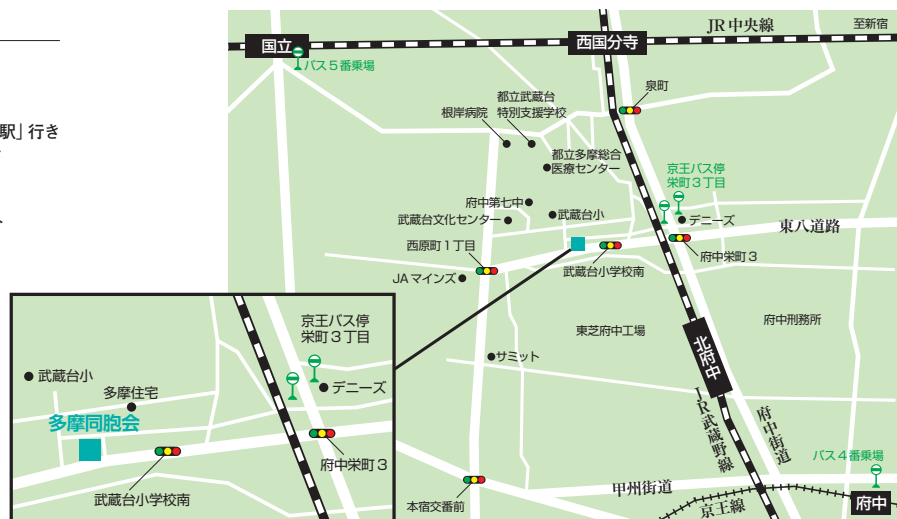 駅」行き
国立
バス5番乗場
西国分寺
JR中央線
至新宿
泉町
都立武蔵台
特別支援学校
根岸病院
都立多摩総合
医療センター
京王バス停
栄町3丁目
デニーズ
府中第七中
武蔵台文化センター
武蔵台小
東八道路
西原町1丁目
府中栄町3
武蔵台小学校南
JAマインズ
東芝府中工場
府中刑務所
北府中
サミット
JR武蔵野線
府中街道
バス4番乗場
甲州街道
本宿交番前
京王線
府中
京王バス停
栄町3丁目
武蔵台小
デニーズ
多摩住宅
多摩同胞会
府中栄町3
武蔵台小学校南